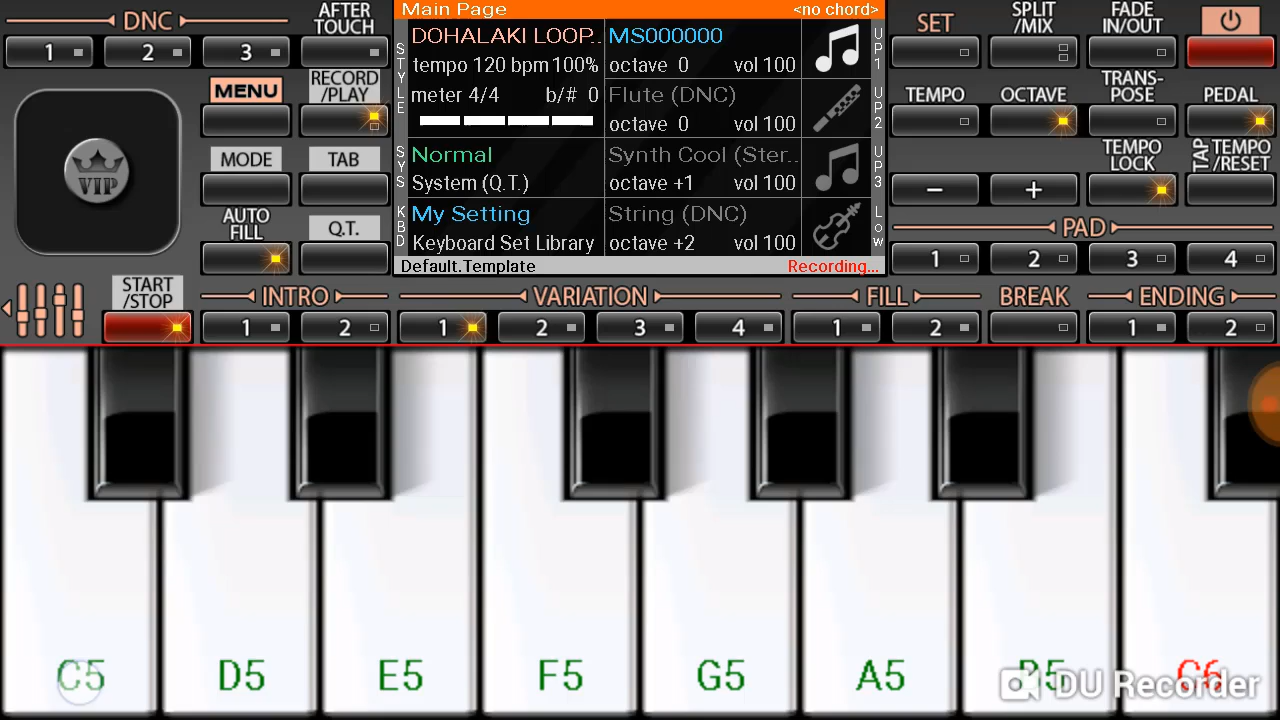 DNC
1 2 3
AFTER
TOUCH
MENU
RECORD
/PLAY
MODE TAB
AUTO
FILL
Q.T.
VIP
Main Page <no chord>
STYLE
DOHALAKI LOOP..
tempo 120 bpm 100%
meter 4/4 b/# 0
SYS
Normal
System (Q.T.)
KBD
My Setting
Keyboard Set Library
MS000000
octave 0 vol 100
UP1
Flute (DNC)
octave 0 vol 100
UP2
Synth Cool (Ster..
octave +1 vol 100
UP3
String (DNC)
octave +2 vol 100
Low
Default.Template Recording...
SET
SPLIT
/MIX
FADE
IN/OUT
TEMPO OCTAVE
TRANS-
POSE
PEDAL
− +
TEMPO
LOCK
TAP TEMPO
/RESET
PAD
1 2 3 4
START
/STOP
INTRO VARIATION FILL BREAK ENDING
1 2 1 2 3 4 1 2 1 2
C5 D5 E5 F5 G5 A5 B5 C6
DU Recorder